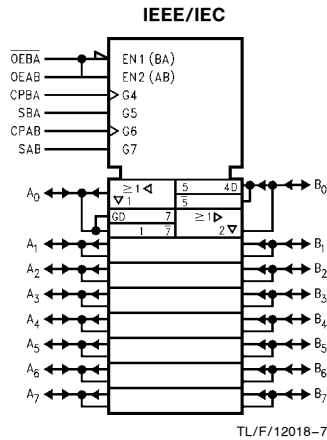 IEEE/IEC
OEBA EN1 (BA)
OEAB EN2 (AB)
CPBA G4
SBA G5
CPAB G6
SAB G7
A0 ≥1 5 4D B0
1 5 1
GD 7 ≥1
1 7 2
A1 B1
A2 B2
A3 B3
A4 B4
A5 B5
A6 B6
A7 B7
TL/F/12018–7